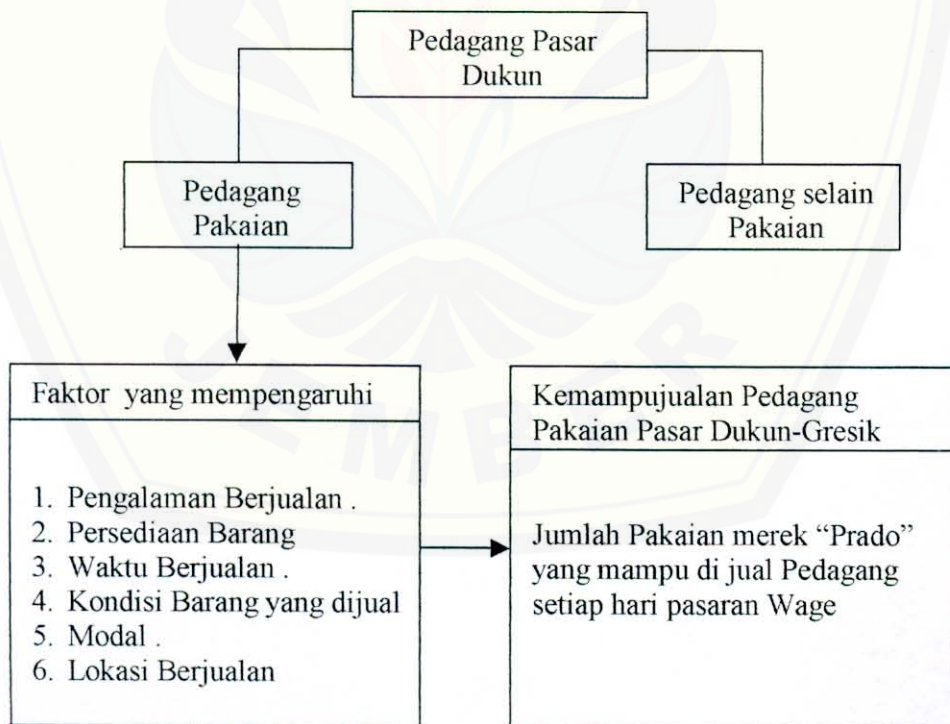 Pedagang Pasar
Dukun
Pedagang
Pakaian
Pedagang selain
Pakaian
Faktor yang mempengaruhi
1. Pengalaman Berjualan .
2. Persediaan Barang
3. Waktu Berjualan .
4. Kondisi Barang yang dijual
5. Modal .
6. Lokasi Berjualan
Kemampujualan Pedagang
Pakaian Pasar Dukun-Gresik
Jumlah Pakaian merek “Prado”
yang mampu di jual Pedagang
setiap hari pasaran Wage
JEMBER